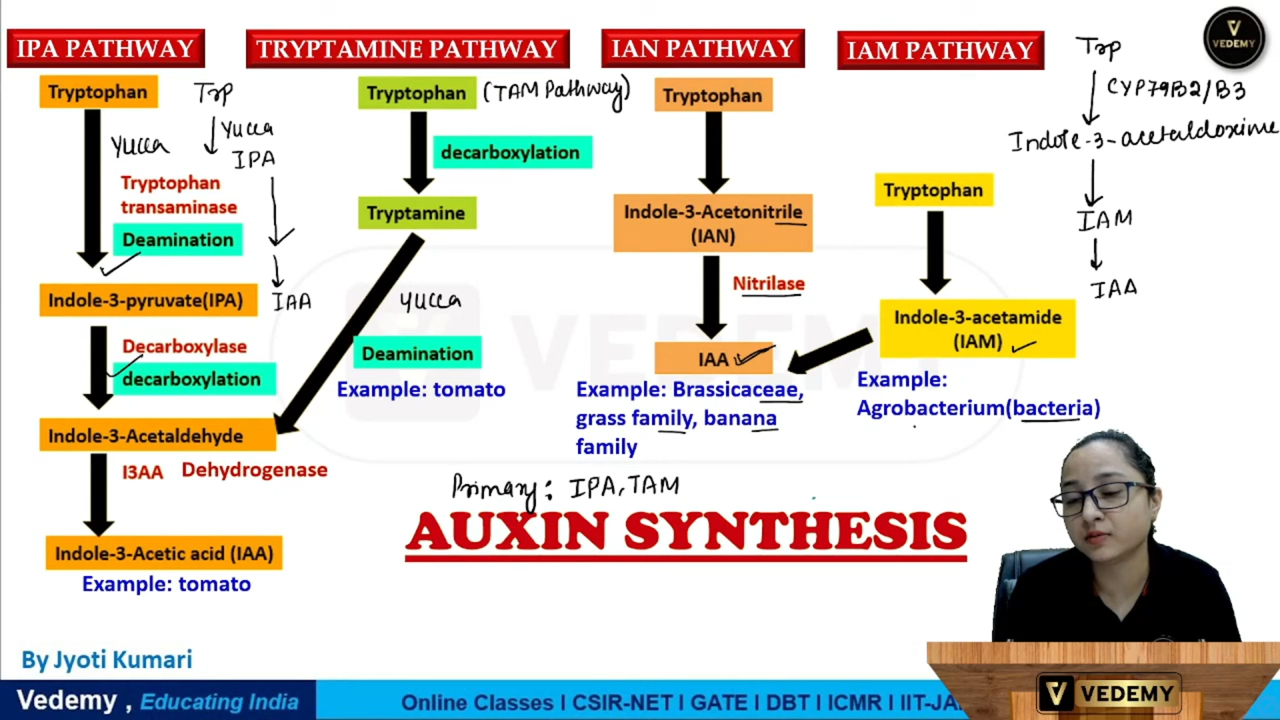 IPA PATHWAY
TRYPTAMINE PATHWAY
IAN PATHWAY
IAM PATHWAY
VEDEMY
Tryptophan
Trp
Yucca
Yucca
IPA
Tryptophan
transaminase
Deamination
Indole-3-pyruvate(IPA)
IAA
Decarboxylase
decarboxylation
Indole-3-Acetaldehyde
I3AA Dehydrogenase
Indole-3-Acetic acid (IAA)
Example: tomato
Tryptophan
(TAM Pathway)
decarboxylation
Tryptamine
Yucca
Deamination
Example: tomato
Tryptophan
Indole-3-Acetonitrile
(IAN)
Nitrilase
IAA
Example: Brassicaceae,
grass family, banana
family
Tryptophan
Indole-3-acetamide
(IAM)
Example:
Agrobacterium(bacteria)
Trp
CYP79B2/B3
Indole-3-acetaldoxime
IAM
IAA
VEDEMY
Primary: IPA, TAM
AUXIN SYNTHESIS
By Jyoti Kumari
Vedemy , Educating India
Online Classes I CSIR-NET I GATE I DBT I ICMR I IIT-JA
VEDEMY